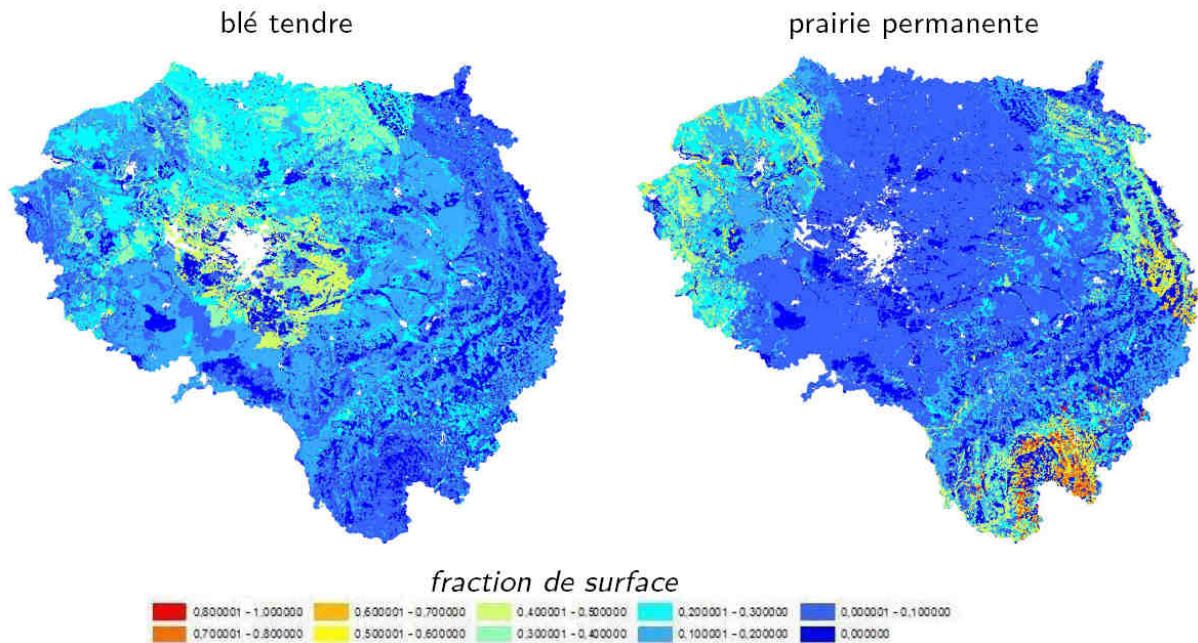 blé tendre prairie permanente
fraction de surface
0,800001 - 1,000000 0,600001 - 0,700000 0,400001 - 0,500000 0,200001 - 0,300000 0,000001 - 0,100000
0,700001 - 0,800000 0,500001 - 0,600000 0,300001 - 0,400000 0,100001 - 0,200000 0,000000